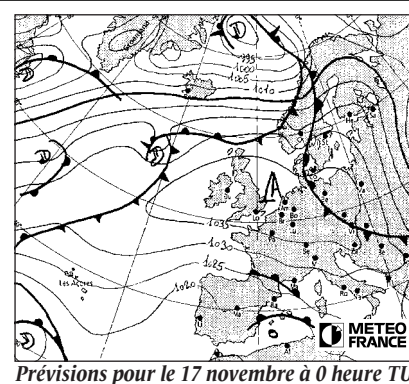 D
995
1000
1005
1010
D
D
A
1035
1030
1025
1020
Les Açores
D
METEO
FRANCE
Prévisions pour le 17 novembre à 0 heure TU